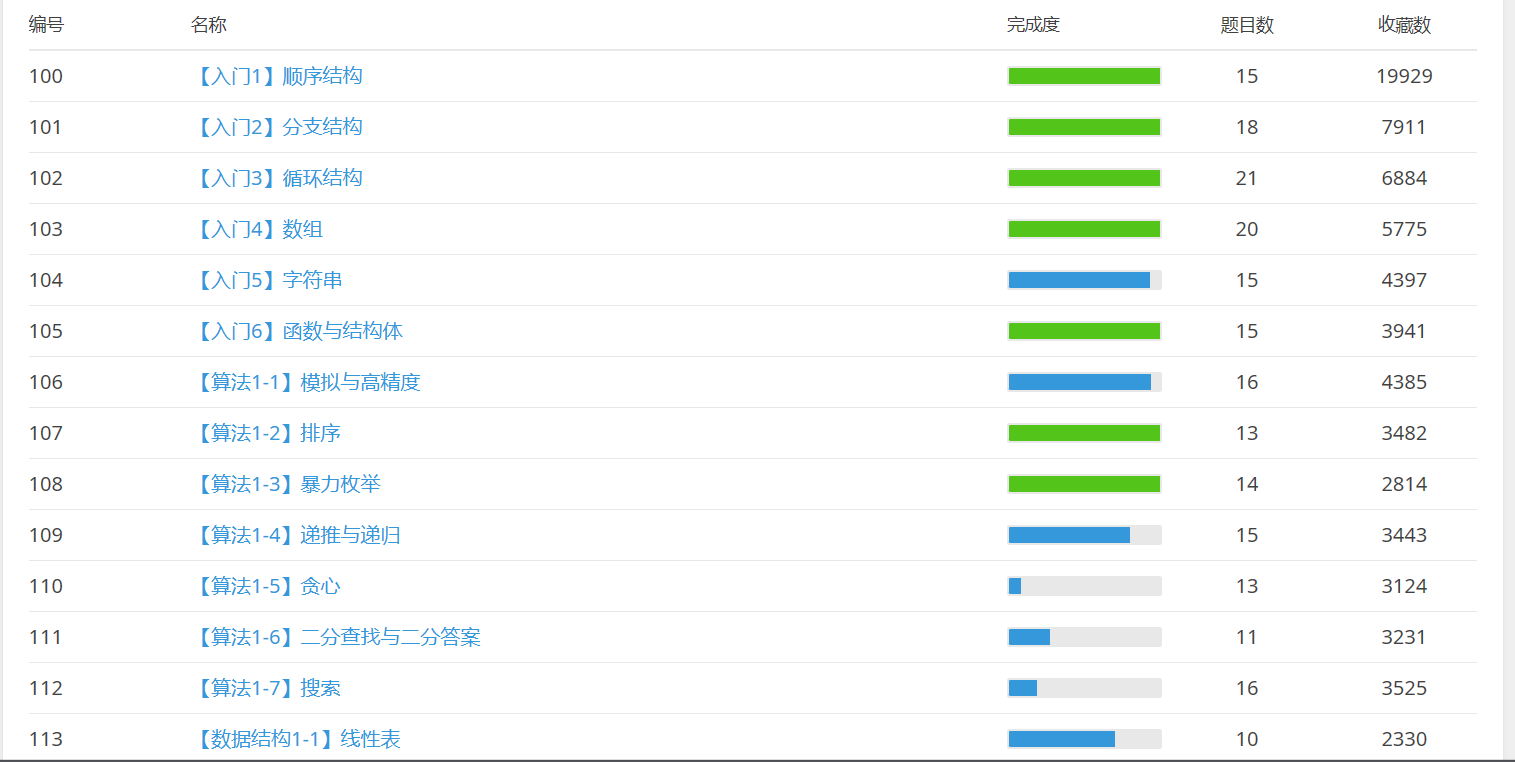 编号 名称 完成度 题目数 收藏数
100 【入门1】顺序结构 15 19929
101 【入门2】分支结构 18 7911
102 【入门3】循环结构 21 6884
103 【入门4】数组 20 5775
104 【入门5】字符串 15 4397
105 【入门6】函数与结构体 15 3941
106 【算法1-1】模拟与高精度 16 4385
107 【算法1-2】排序 13 3482
108 【算法1-3】暴力枚举 14 2814
109 【算法1-4】递推与递归 15 3443
110 【算法1-5】贪心 13 3124
111 【算法1-6】二分查找与二分答案 11 3231
112 【算法1-7】搜索 16 3525
113 【数据结构1-1】线性表 10 2330